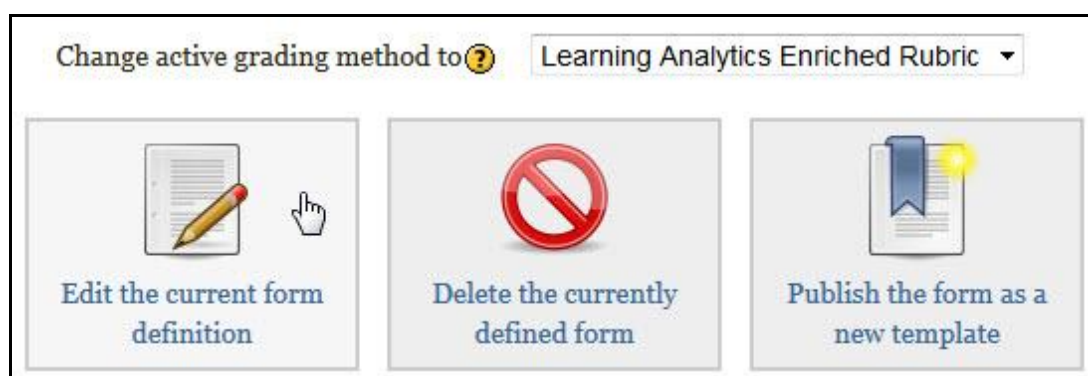 Change active grading method to ? Learning Analytics Enriched Rubric
Edit the current form
definition
Delete the currently
defined form
Publish the form as a
new template